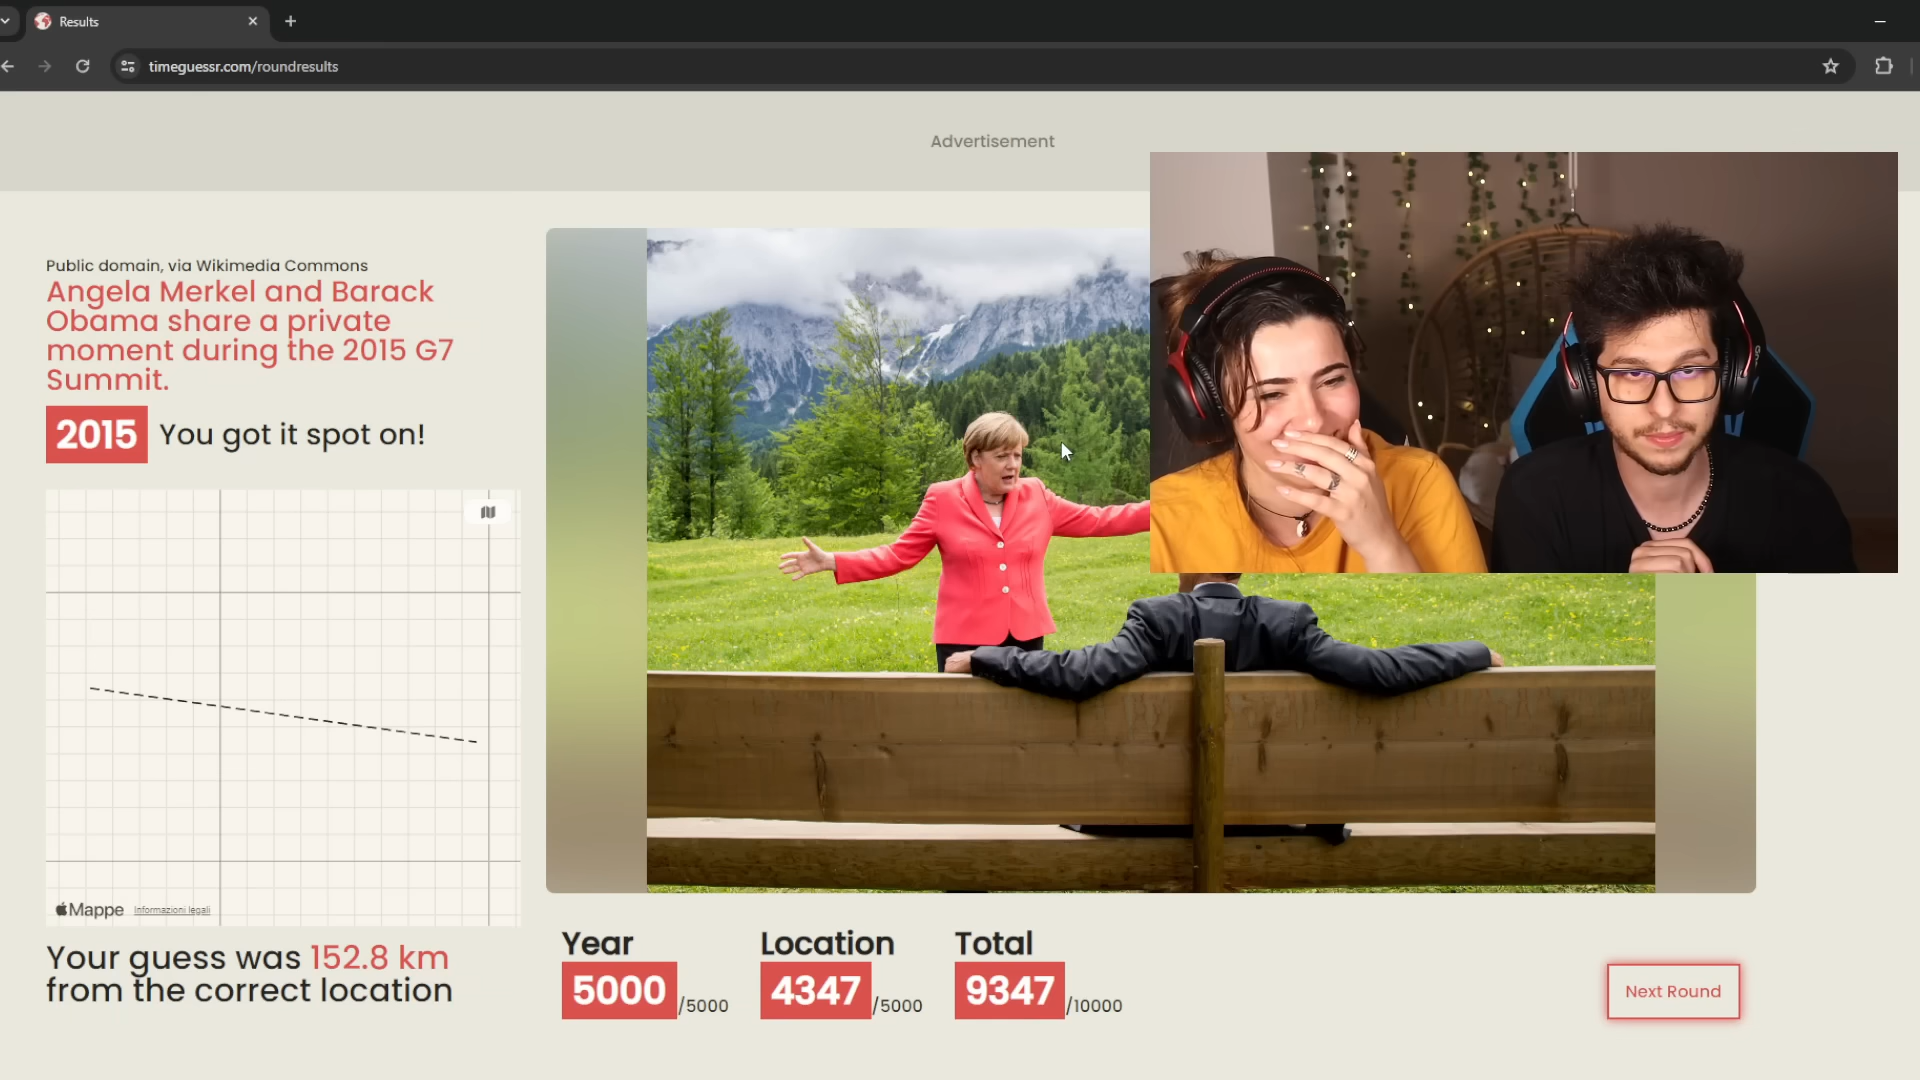 Results
timeguessr.com/roundresults
Advertisement
Public domain, via Wikimedia Commons
Angela Merkel and Barack
Obama share a private
moment during the 2015 G7
Summit.
2015 You got it spot on!
Mappe Informazioni legali
Your guess was 152.8 km
from the correct location
Year Location Total
5000/5000 4347/5000 9347/10000
Next Round